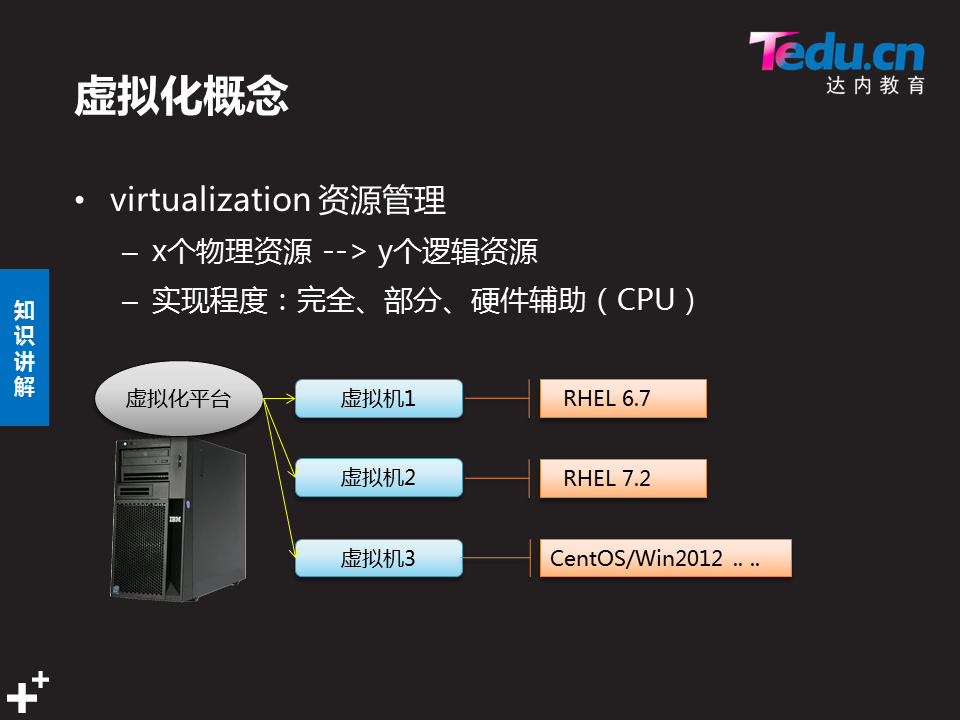 Tedu.cn
达内教育
虚拟化概念
• virtualization 资源管理
– x个物理资源 --> y个逻辑资源
– 实现程度：完全、部分、硬件辅助（CPU）
知识讲解
虚拟化平台
虚拟机1
RHEL 6.7
虚拟机2
RHEL 7.2
IBM
虚拟机3
CentOS/Win2012 .. ..